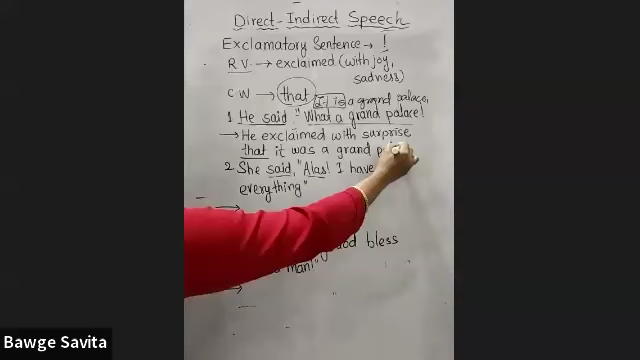 Direct-Indirect Speech
Exclamatory Sentence → !
R.V. → exclaimed (with joy,
sadness)
C W → that
It is a grand palace.
1 He said, "What a grand palace!
→ He exclaimed with surprise
that it was a grand p
2 She said, "Alas! I have
everything"
bless
man!"
Bawge Savita